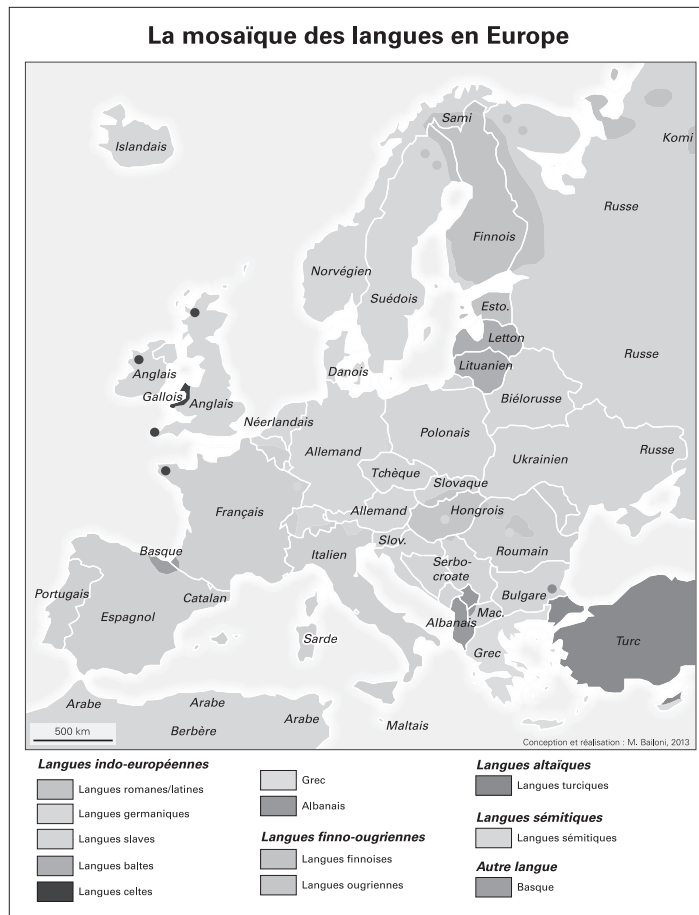 La mosaïque des langues en Europe
Sami
Komi
Islandais
Russe
Finnois
Norvégien
Suédois
Esto.
Letton
Russe
Danois
Lituanien
Anglais
Gallois
Anglais
Biélorusse
Néerlandais
Polonais
Allemand
Ukrainien
Russe
Tchèque
Slovaque
Français
Allemand
Hongrois
Slov.
Basque
Italien
Roumain
Serbo-
croate
Portugais
Catalan
Bulgare
Espagnol
Albanais
Mac.
Sarde
Turc
Grec
Arabe
Arabe
Arabe
Maltais
Berbère
500 km
Conception et réalisation : M. Bailoni, 2013
Langues indo-européennes
Langues romanes/latines
Langues germaniques
Langues slaves
Langues baltes
Langues celtes
Grec
Albanais
Langues finno-ougriennes
Langues finnoises
Langues ougriennes
Langues altaïques
Langues turciques
Langues sémitiques
Langues sémitiques
Autre langue
Basque